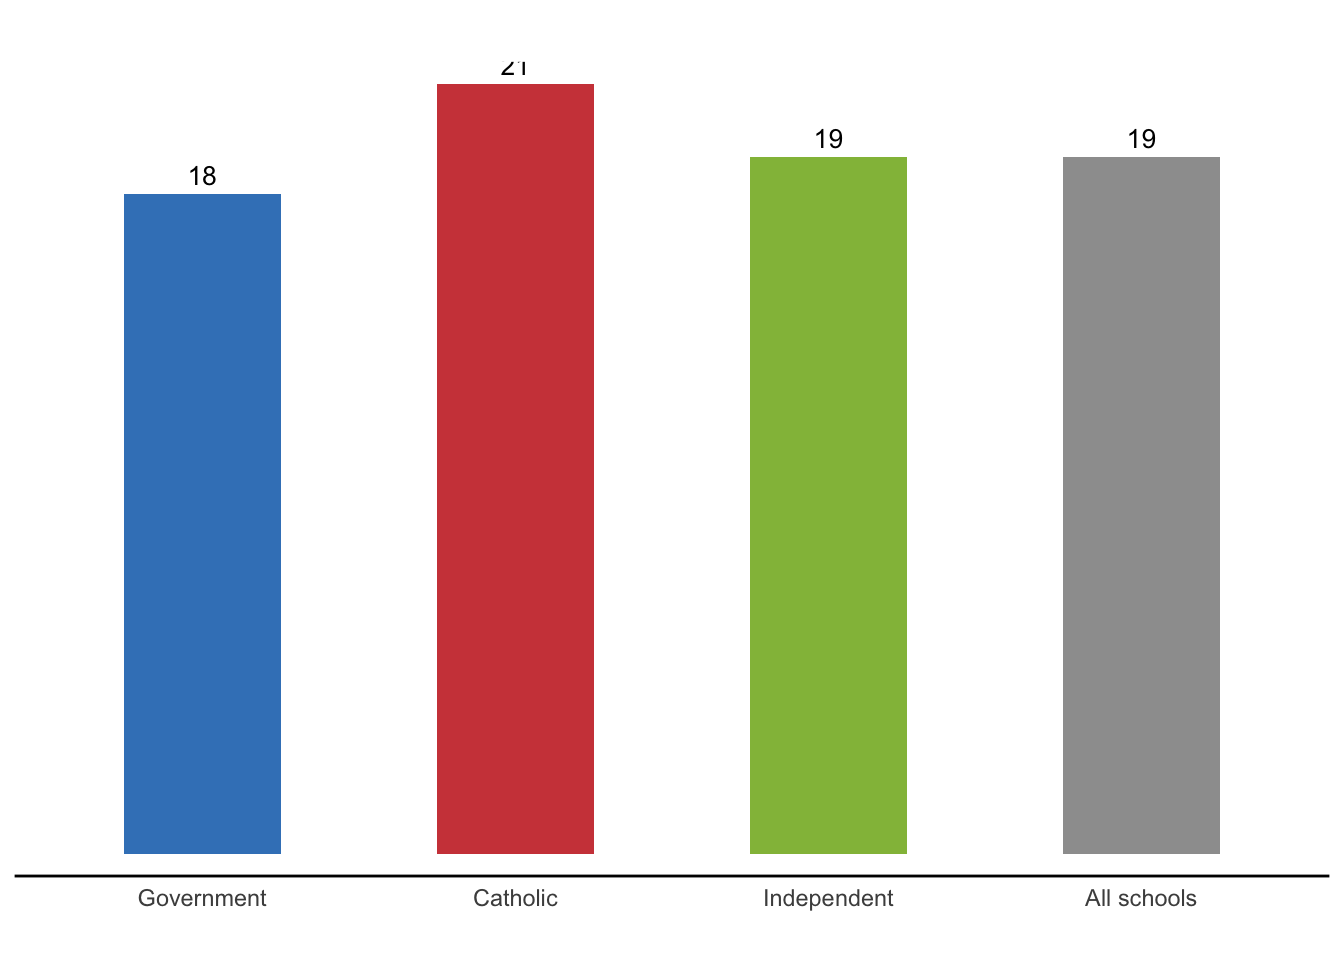 21
19
19
18
Government
Catholic
Independent
All schools